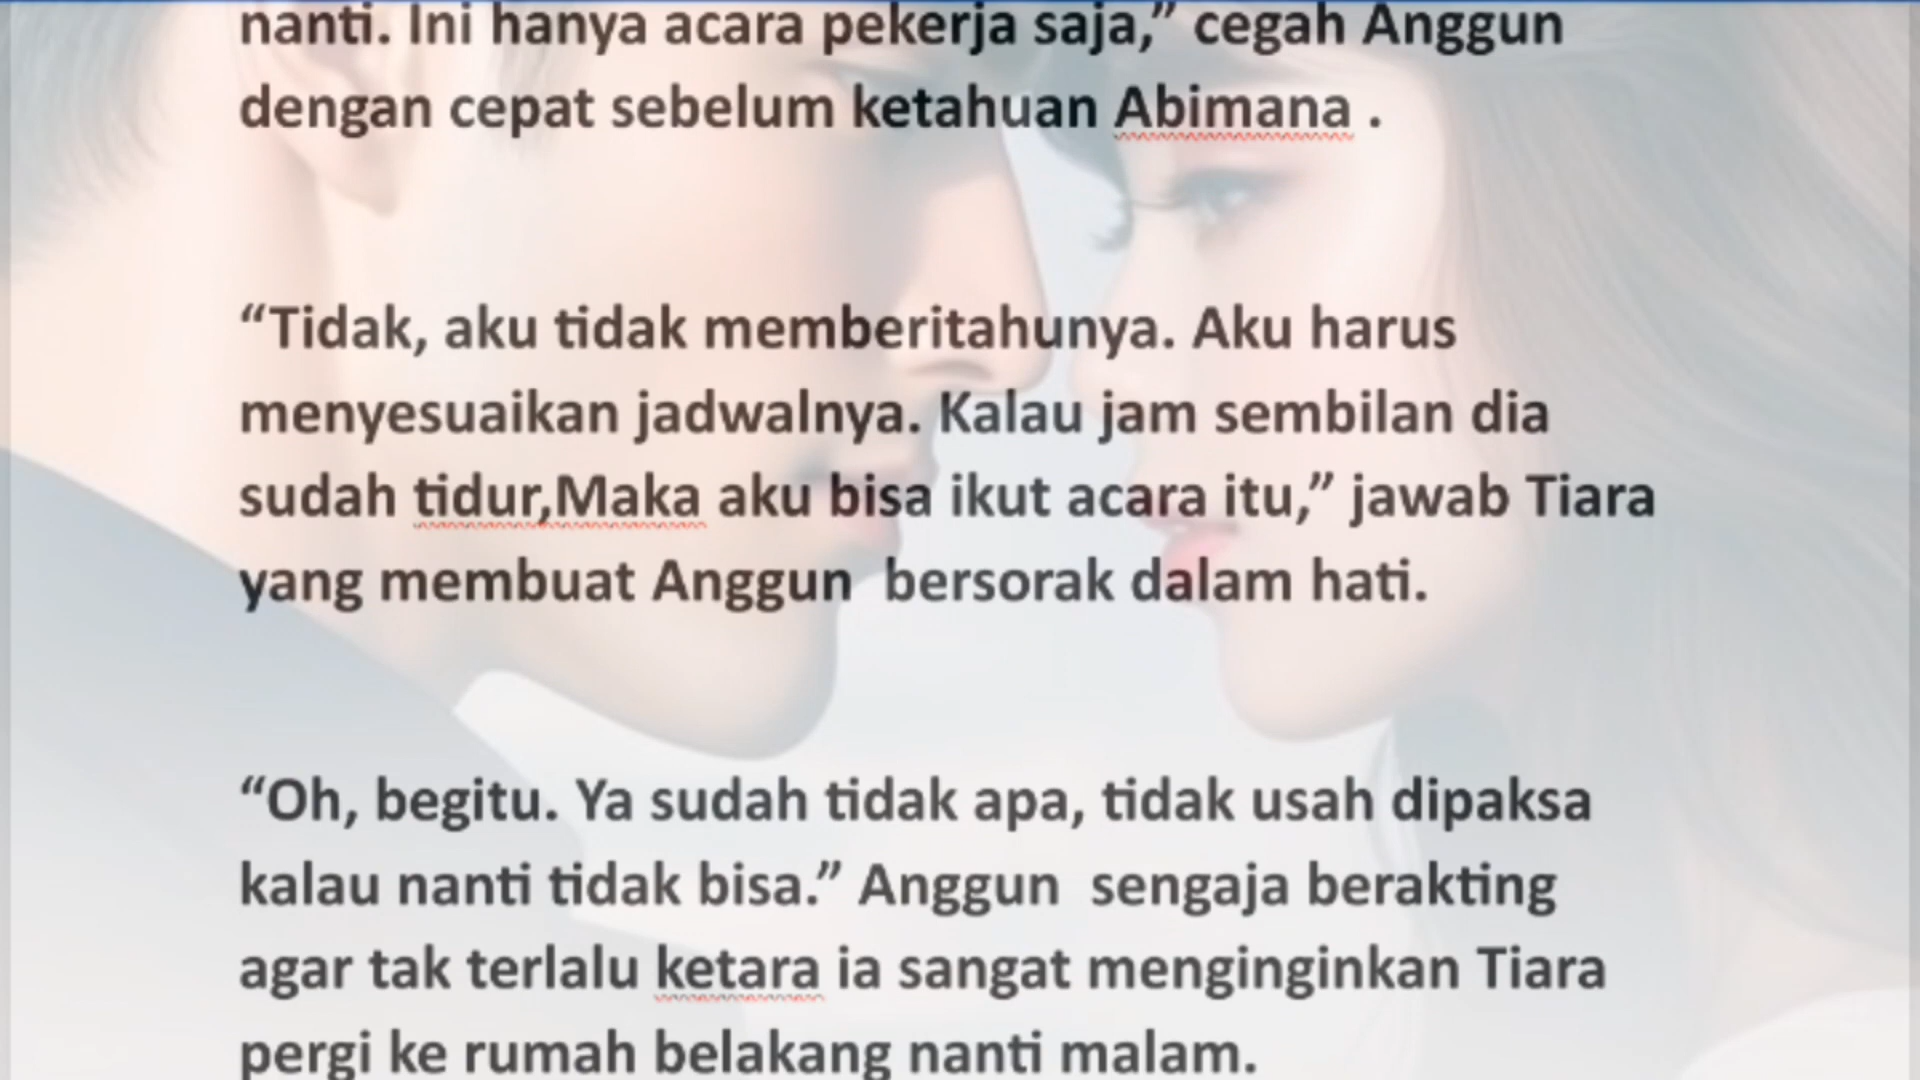 nanti. Ini hanya acara pekerja saja,” cegah Anggun
dengan cepat sebelum ketahuan Abimana .
“Tidak, aku tidak memberitahunya. Aku harus
menyesuaikan jadwalnya. Kalau jam sembilan dia
sudah tidur,Maka aku bisa ikut acara itu,” jawab Tiara
yang membuat Anggun  bersorak dalam hati.
“Oh, begitu. Ya sudah tidak apa, tidak usah dipaksa
kalau nanti tidak bisa.” Anggun  sengaja berakting
agar tak terlalu ketara ia sangat menginginkan Tiara
pergi ke rumah belakang nanti malam.